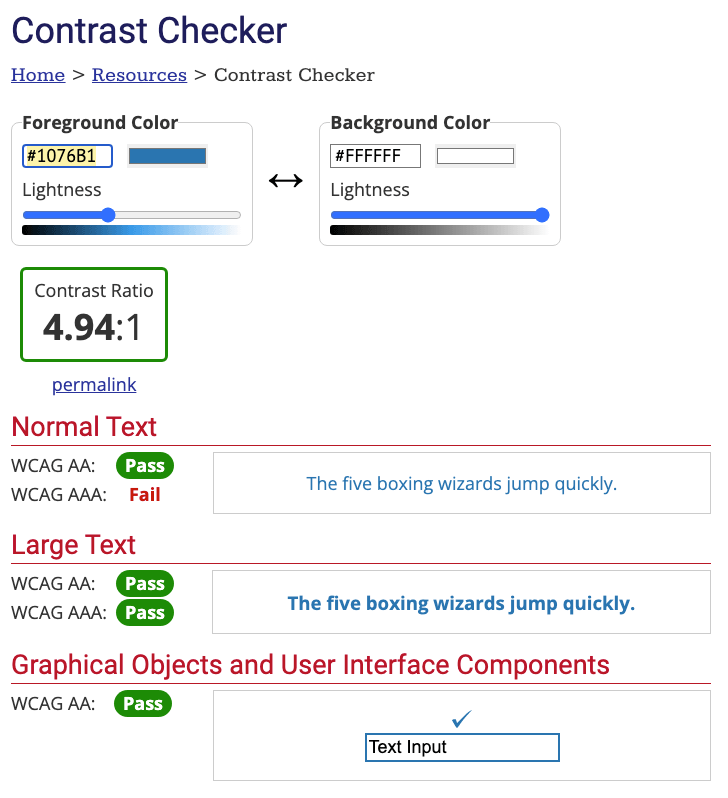 Contrast Checker
Home > Resources > Contrast Checker
Foreground Color
#1076B1
Lightness
Background Color
#FFFFFF
Lightness
Contrast Ratio
4.94:1
permalink
Normal Text
WCAG AA: Pass
WCAG AAA: Fail
The five boxing wizards jump quickly.
Large Text
WCAG AA: Pass
WCAG AAA: Pass
The five boxing wizards jump quickly.
Graphical Objects and User Interface Components
WCAG AA: Pass
Text Input